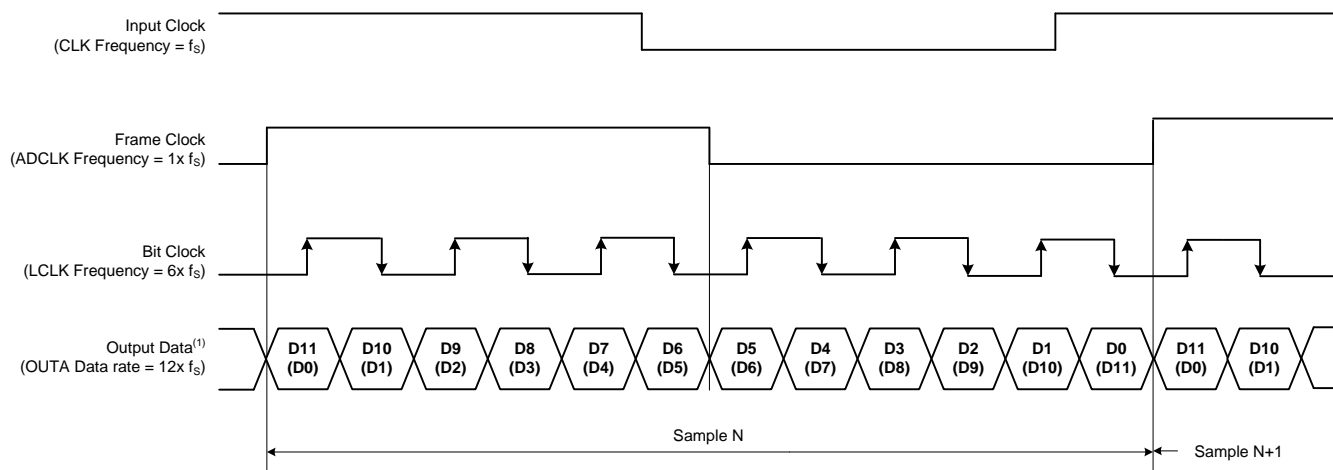 Input Clock
(CLK Frequency = fS)
Frame Clock
(ADCLK Frequency = 1x fS)
Bit Clock
(LCLK Frequency = 6x fS)
Output Data(1)
(OUTA Data rate = 12x fS)
D11 D10 D9 D8 D7 D6 D5 D4 D3 D2 D1 D0 D11 D10
(D0) (D1) (D2) (D3) (D4) (D5) (D6) (D7) (D8) (D9) (D10) (D11) (D0) (D1)
Sample N
Sample N+1